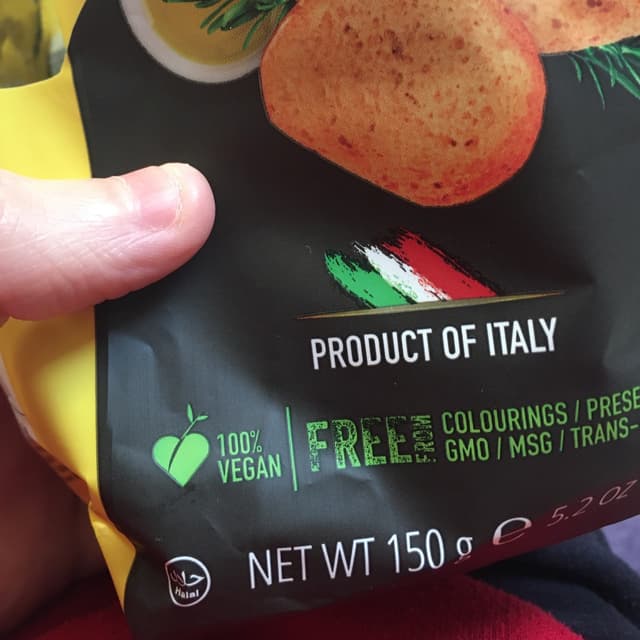 PRODUCT OF ITALY
100%
VEGAN
FREE FROM
COLOURINGS / PRESE
GMO / MSG / TRANS-
NET WT 150 g ℮ 5.2 OZ
حلال
Halal